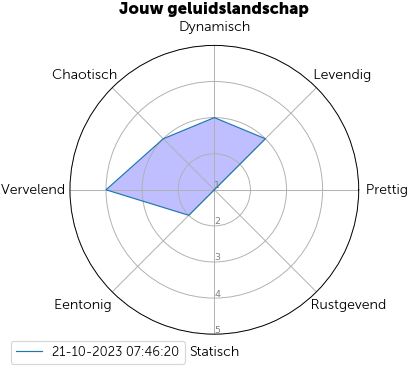 Jouw geluidslandschap
Dynamisch
Chaotisch
Levendig
Vervelend
1
Prettig
2
3
4
Eentonig
Rustgevend
5
21-10-2023 07:46:20
Statisch